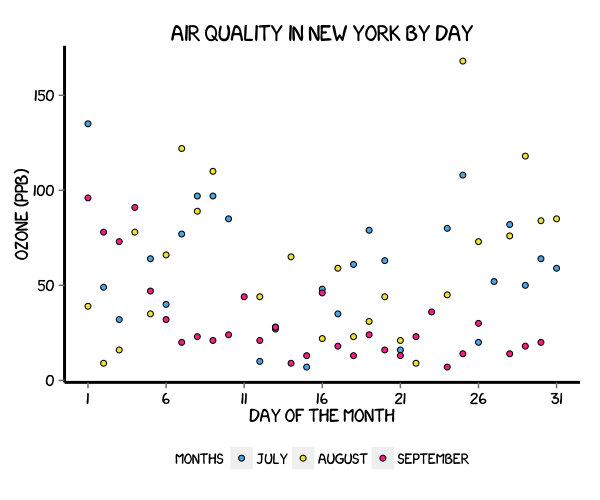 AIR QUALITY IN NEW YORK BY DAY
OZONE (PPB)
150
100
50
0
1 6 11 16 21 26 31
DAY OF THE MONTH
MONTHS JULY AUGUST SEPTEMBER